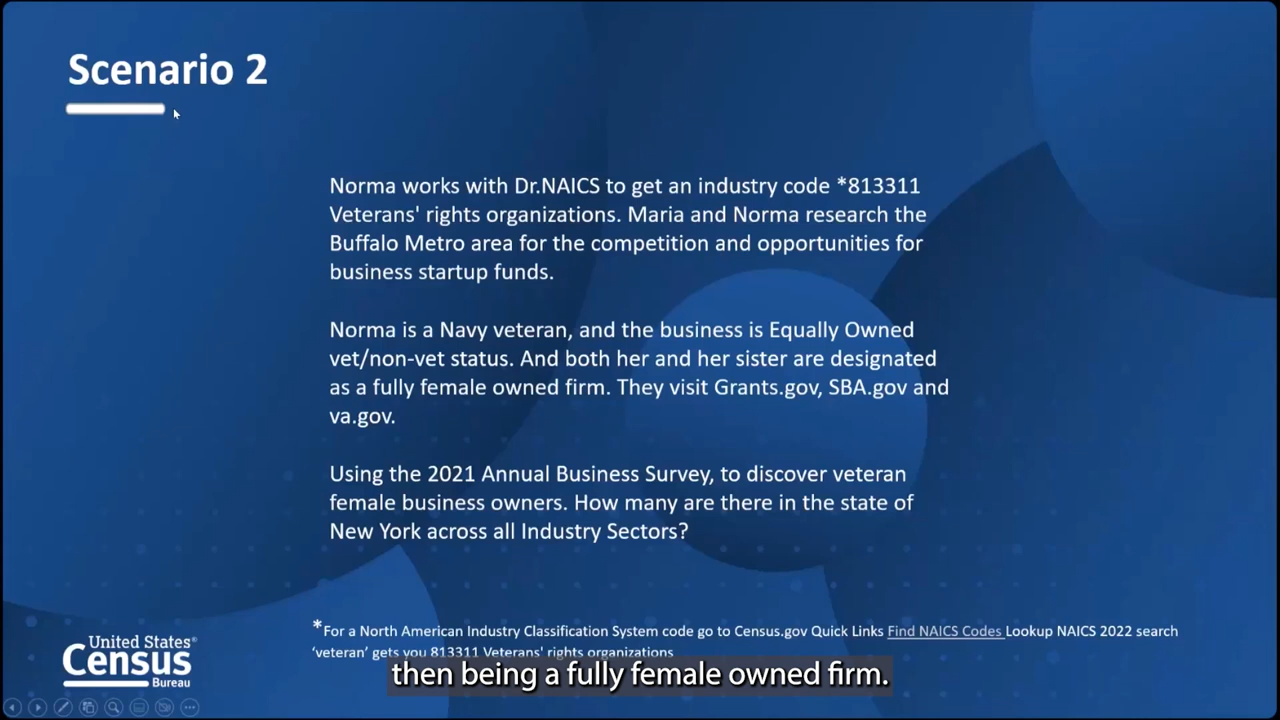 Scenario 2
Norma works with Dr.NAICS to get an industry code *813311
Veterans' rights organizations. Maria and Norma research the
Buffalo Metro area for the competition and opportunities for
business startup funds.
Norma is a Navy veteran, and the business is Equally Owned
vet/non-vet status. And both her and her sister are designated
as a fully female owned firm. They visit Grants.gov, SBA.gov and
va.gov.
Using the 2021 Annual Business Survey, to discover veteran
female business owners. How many are there in the state of
New York across all Industry Sectors?
*For a North American Industry Classification System code go to Census.gov Quick Links Find NAICS Codes Lookup NAICS 2022 search
‘veteran’ gets you 813311 Veterans' rights organizations
United States®
Census
Bureau
then being a fully female owned firm.